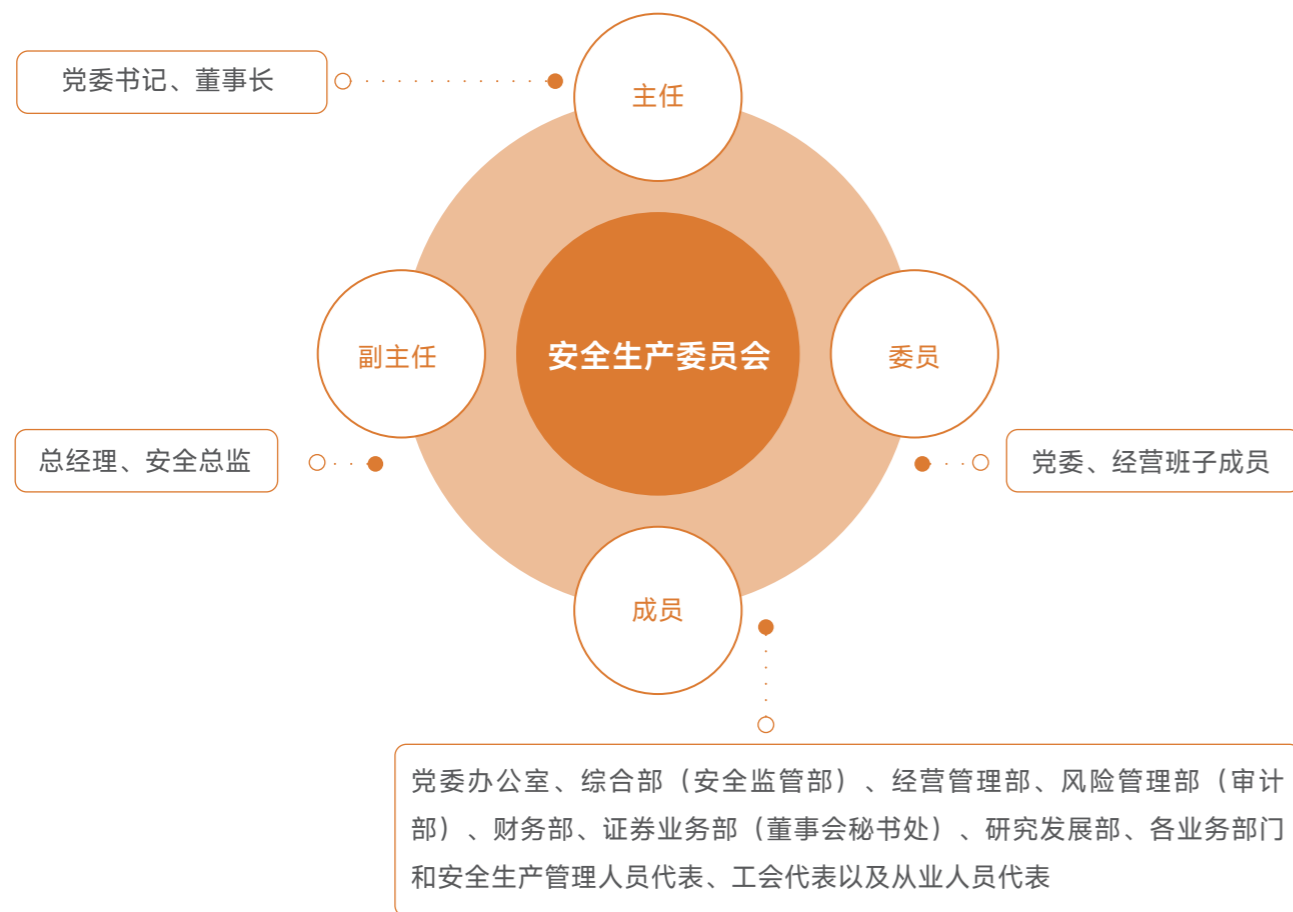 主任
党委书记、董事长
副主任
安全生产委员会
委员
总经理、安全总监
党委、经营班子成员
成员
党委办公室、综合部（安全监管部）、经营管理部、风险管理部（审计
部）、财务部、证券业务部（董事会秘书处）、研究发展部、各业务部门
和安全生产管理人员代表、工会代表以及从业人员代表